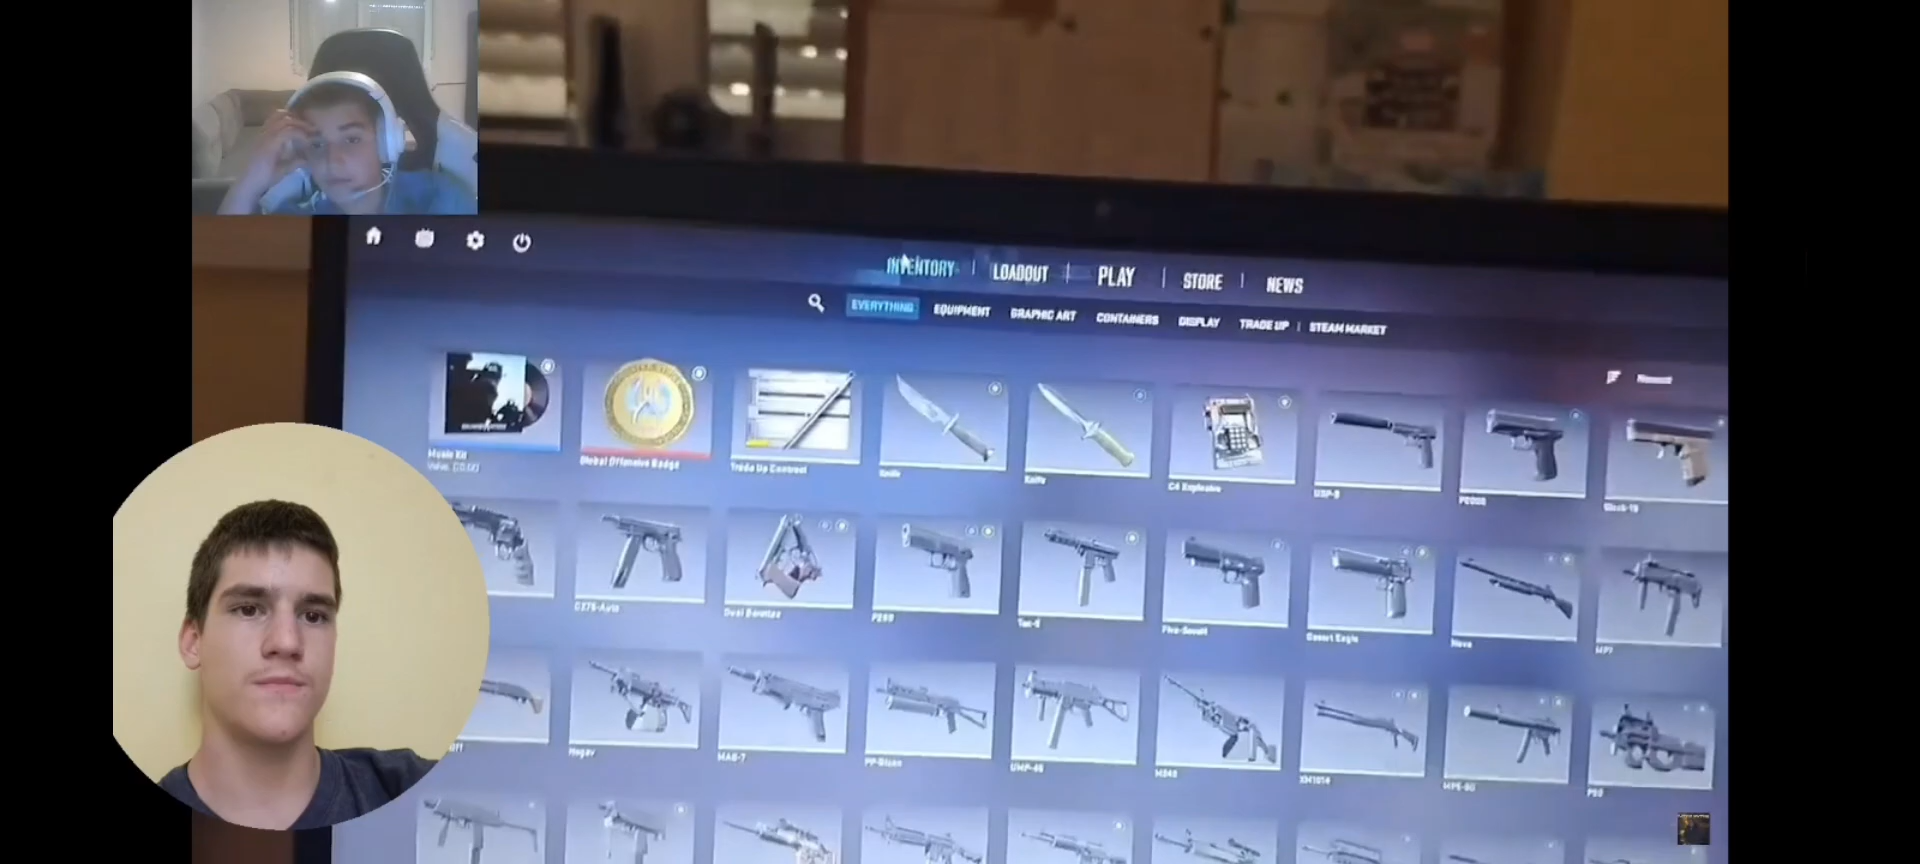 INVENTORY LOADOUT PLAY STORE NEWS
EVERYTHING EQUIPMENT GRAPHIC ART CONTAINERS DISPLAY TRADE UP STEAM MARKET
Newest
Music Kit
Global Offensive Badge
Trade Up Contract
Knife
Knife
C4 Explosive
USP-S
P2000
Glock-18
CZ75-Auto
Dual Berettas
P250
Tec-9
Five-SeveN
Desert Eagle
Nova
MP7
Negev
MAG-7
PP-Bizon
UMP-45
M249
XM1014
MP5-SD
P90